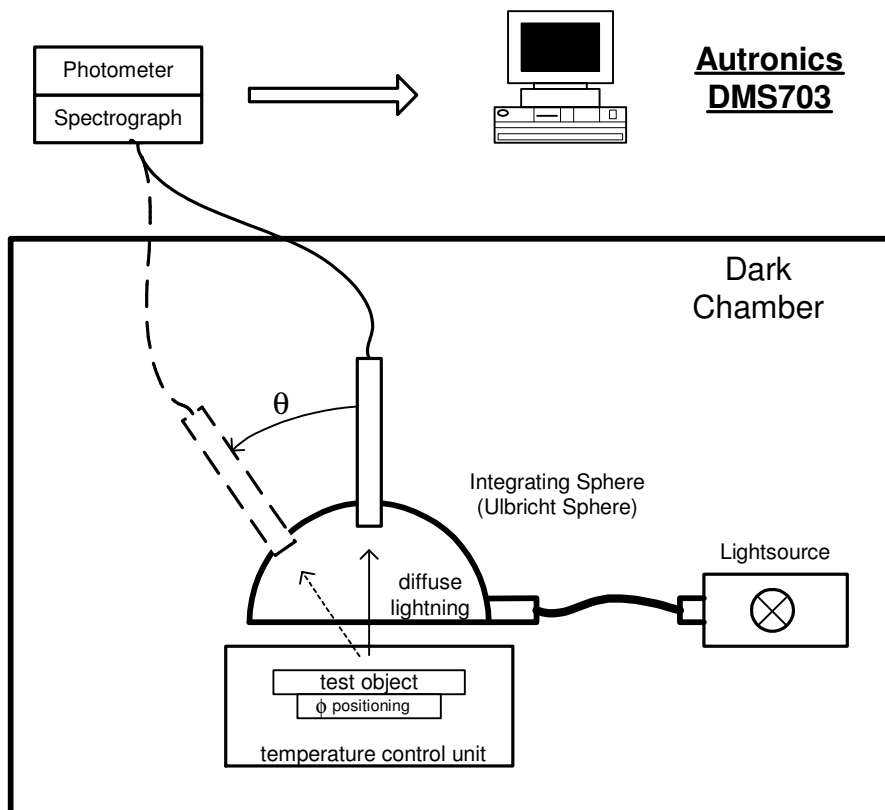 Photometer
Spectrograph
Autronics
DMS703
Dark
Chamber
θ
Integrating Sphere
(Ulbricht Sphere)
diffuse
lightning
Lightsource
test object
ϕ positioning
temperature control unit